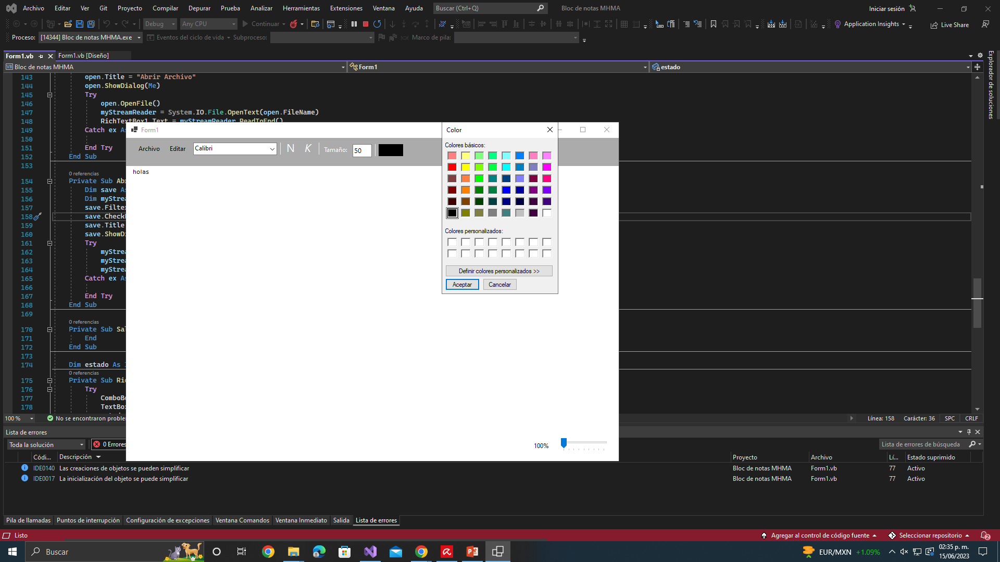 Archivo Editar Ver Git Proyecto Compilar Depurar Prueba Analizar Herramientas Extensiones Ventana Ayuda Buscar (Ctrl+Q) Bloc de notas MHMA Iniciar sesión
Debug Any CPU Continuar Application Insights Live Share
Proceso: [14344] Bloc de notas MHMA.exe Eventos del ciclo de vida Subproceso: Marco de pila:
Form1.vb Form1.vb [Diseño]
Explorador de soluciones
VB Bloc de notas MHMA Form1 estado
143 open.Title = "Abrir Archivo"
144 open.ShowDialog(Me)
145 Try
146 open.OpenFile()
147 myStreamReader = System.IO.File.OpenText(open.FileName)
148 RichTextBox1.Text = myStreamReader.ReadToEnd()
149 Catch ex As
150
151 End Try
152 End Sub
153
0 referencias
154 Private Sub Ab
155 Dim save As
156 Dim myStrea
157 save.Filte
158 save.Check
159 save.Title
160 save.ShowD
161 Try
162 myStrea
163 myStrea
164 myStrea
165 Catch ex As
166
167 End Try
168 End Sub
169
0 referencias
170 Private Sub Sal
171 End
172 End Sub
173
174 Dim estado As
0 referencias
175 Private Sub Ric
176 Try
177 ComboBo
178 TextBox
Form1
Archivo Editar Calibri N K Tamaño: 50
holas
100%
Color
Colores básicos:
Colores personalizados:
Definir colores personalizados >>
Aceptar Cancelar
100 % No se encontraron proble Línea: 158 Carácter: 36 SPC CRLF
Lista de errores
Toda la solución 0 Errores Lista de errores de búsqueda
Códi... Descripción Proyecto Archivo Lí... Estado suprimido
IDE0140 Las creaciones de objetos se pueden simplificar Bloc de notas MHMA Form1.vb 77 Activo
IDE0017 La inicialización del objeto se puede simplificar Bloc de notas MHMA Form1.vb 77 Activo
Pila de llamadas Puntos de interrupción Configuración de excepciones Ventana Comandos Ventana Inmediato Salida Lista de errores
Listo Agregar al control de código fuente Seleccionar repositorio 2
Buscar EUR/MXN +1.09% 02:35 p. m.
15/06/2023